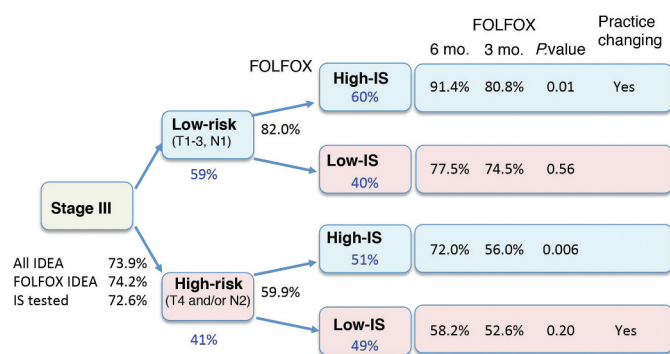 FOLFOX
Practice
6 mo. 3 mo. P.value changing
FOLFOX
High-IS
60%
91.4% 80.8% 0.01 Yes
Low-risk
(T1-3, N1)
82.0%
59%
Low-IS
40%
77.5% 74.5% 0.56
Stage III
High-IS
51%
72.0% 56.0% 0.006
All IDEA 73.9%
FOLFOX IDEA 74.2%
IS tested 72.6%
High-risk
(T4 and/or N2)
59.9%
41%
Low-IS
49%
58.2% 52.6% 0.20 Yes